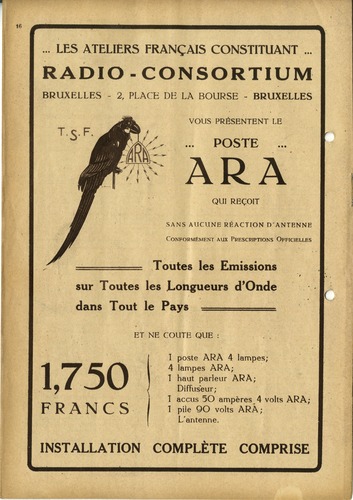 16
... LES ATELIERS FRANÇAIS CONSTITUANT ...
RADIO-CONSORTIUM
BRUXELLES - 2, PLACE DE LA BOURSE - BRUXELLES
T.S.F.
ARA
VOUS PRÉSENTENT LE
... POSTE ...
ARA
QUI REÇOIT
SANS AUCUNE RÉACTION D'ANTENNE
CONFORMÉMENT AUX PRESCRIPTIONS OFFICIELLES
Toutes les Emissions
sur Toutes les Longueurs d'Onde
dans Tout le Pays
ET NE COUTE QUE :
1,750
FRANCS
1 poste ARA 4 lampes;
4 lampes ARA;
1 haut parleur ARA;
Diffuseur;
1 accus 50 ampères 4 volts ARA;
1 pile 90 volts ARA;
L'antenne.
INSTALLATION COMPLÈTE COMPRISE